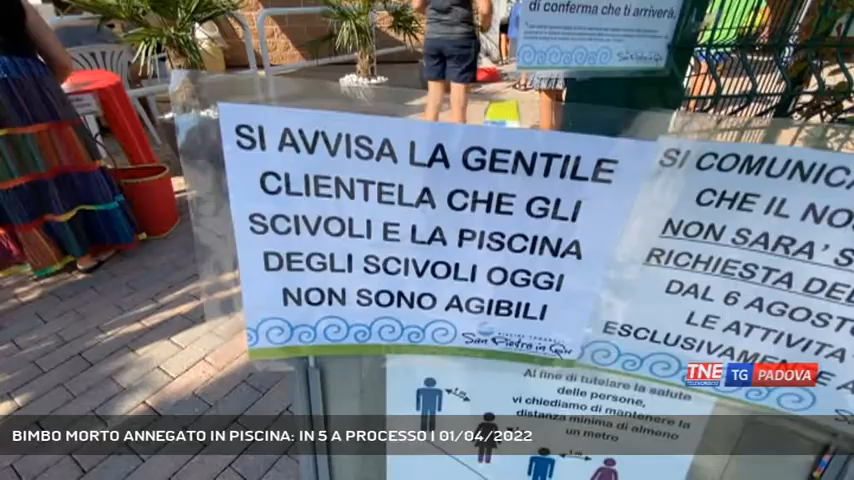 di conferma che ti arriverà.
SI AVVISA LA GENTILE
CLIENTELA CHE GLI
SCIVOLI E LA PISCINA
DEGLI SCIVOLI OGGI
NON SONO AGIBILI
San Pietro in Gu
SI COMUNICA
CHE IL NOS
NON SARA' S
RICHIESTA DEL
DAL 6 AGOSTO
LE ATTIVITA'
ESCLUSIVAMENTE A
Al fine di tutelare la salute
delle persone,
vi chiediamo di mantenere la
distanza minima di almeno
un metro
TNE TG PADOVA
TELENORDEST
BIMBO MORTO ANNEGATO IN PISCINA: IN 5 A PROCESSO | 01/04/2022